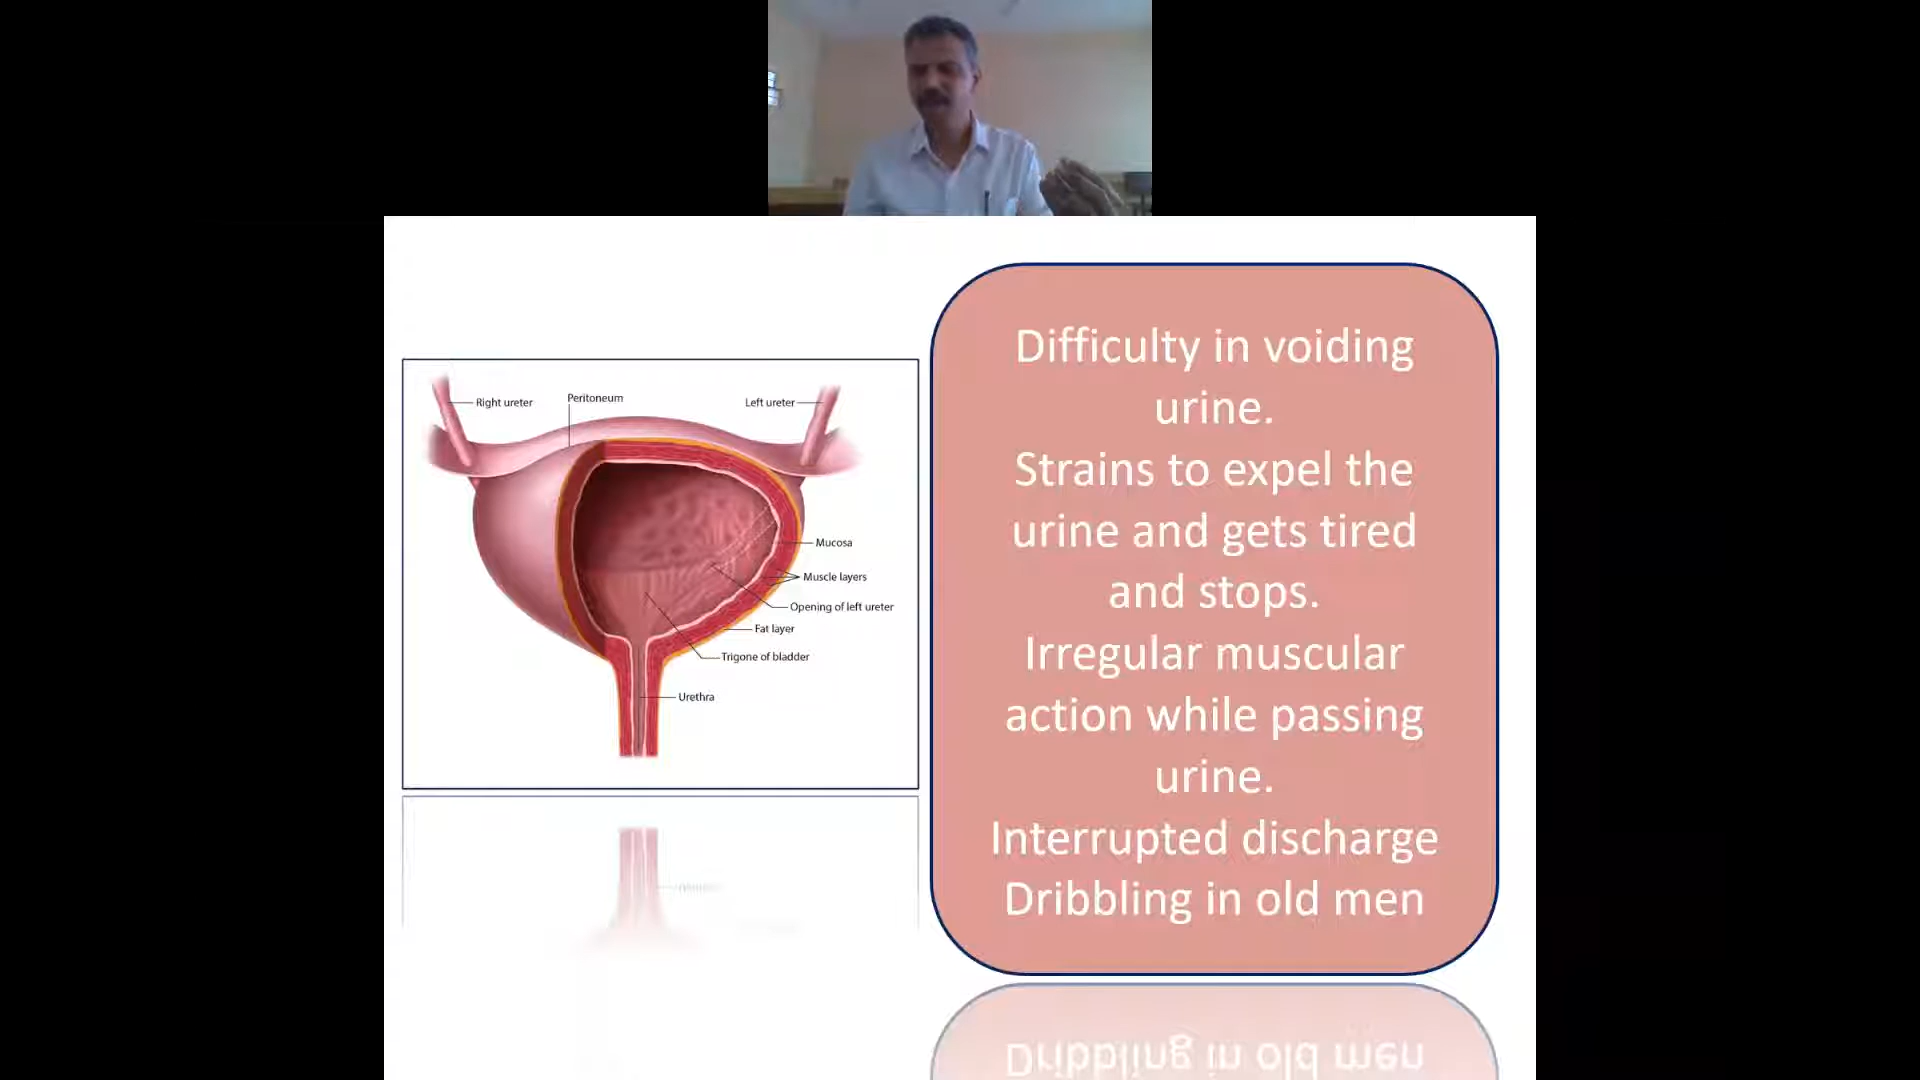 Right ureter
Peritoneum
Left ureter
Mucosa
Muscle layers
Opening of left ureter
Fat layer
Trigone of bladder
Urethra
Difficulty in voiding
urine.
Strains to expel the
urine and gets tired
and stops.
Irregular muscular
action while passing
urine.
Interrupted discharge
Dribbling in old men